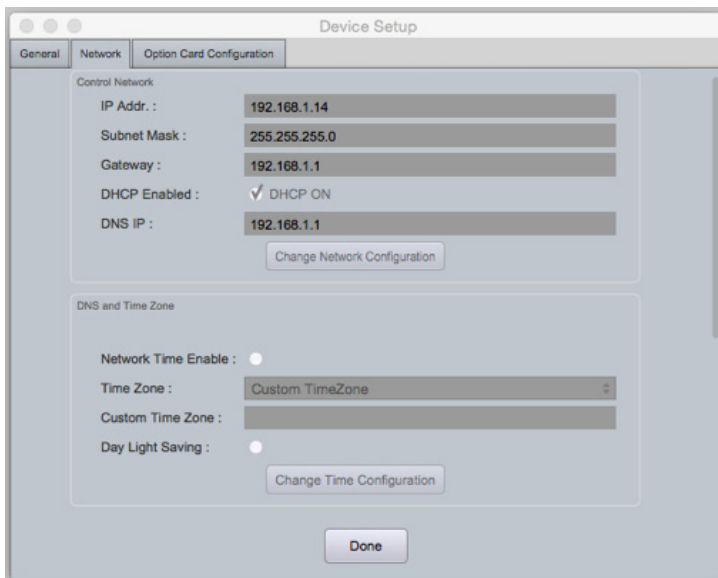 Device Setup
General Network Option Card Configuration
Control Network
IP Addr. : 192.168.1.14
Subnet Mask : 255.255.255.0
Gateway : 192.168.1.1
DHCP Enabled : DHCP ON
DNS IP : 192.168.1.1
Change Network Configuration
DNS and Time Zone
Network Time Enable :
Time Zone : Custom TimeZone
Custom Time Zone :
Day Light Saving :
Change Time Configuration
Done